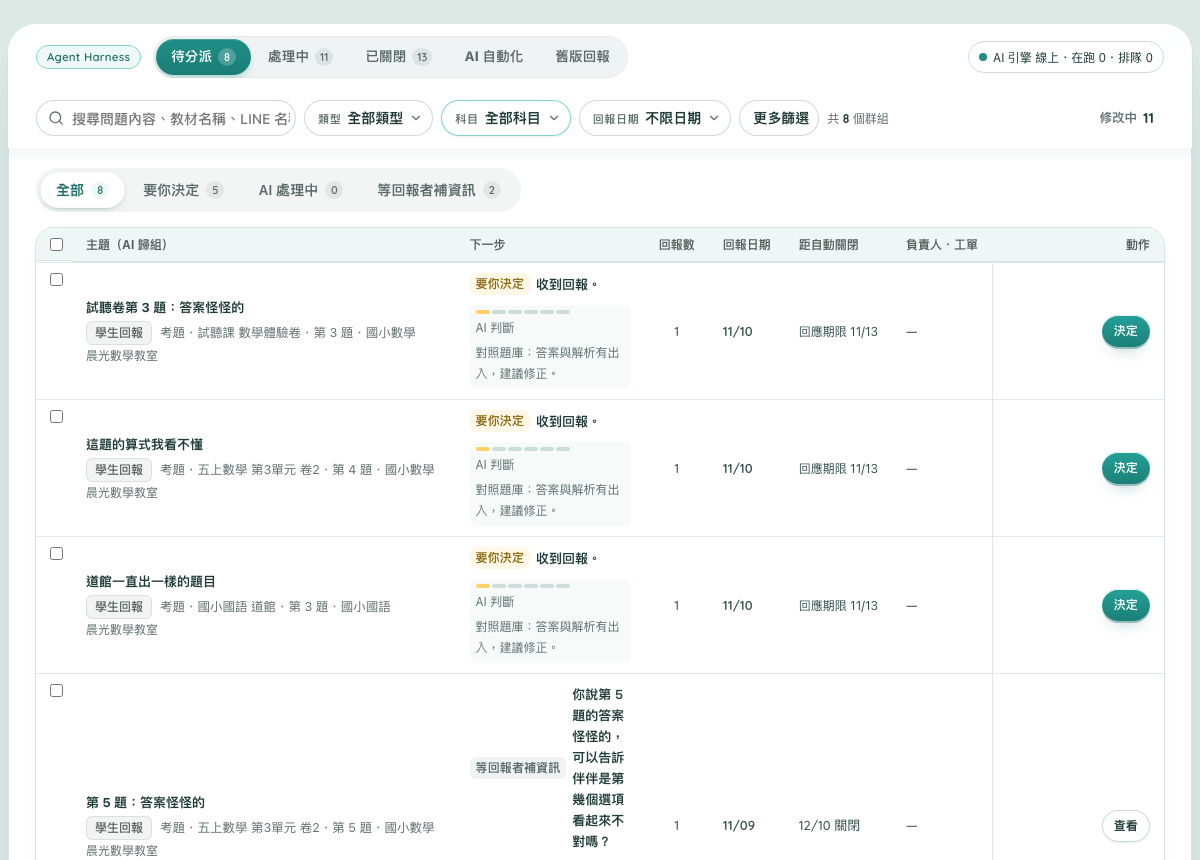 Agent Harness
待分派 8
處理中 11
已關閉 13
AI 自動化
舊版回報
AI 引擎 線上・在跑 0・排隊 0
搜尋問題內容、教材名稱、LINE 名
類型 全部類型
科目 全部科目
回報日期 不限日期
更多篩選
共 8 個群組
修改中 11
全部 8
要你決定 5
AI 處理中 0
等回報者補資訊 2
主題（AI 歸組） 下一步 回報數 回報日期 距自動關閉 負責人・工單 動作
要你決定 收到回報。
試聽卷第 3 題：答案怪怪的
學生回報 考題・試聽課 數學體驗卷・第 3 題・國小數學
晨光數學教室
AI 判斷
對照題庫：答案與解析有出
入，建議修正。
1 11/10 回應期限 11/13 — 決定
要你決定 收到回報。
這題的算式我看不懂
學生回報 考題・五上數學 第3單元 卷2・第 4 題・國小數學
晨光數學教室
AI 判斷
對照題庫：答案與解析有出
入，建議修正。
1 11/10 回應期限 11/13 — 決定
要你決定 收到回報。
道館一直出一樣的題目
學生回報 考題・國小國語 道館・第 3 題・國小國語
晨光數學教室
AI 判斷
對照題庫：答案與解析有出
入，建議修正。
1 11/10 回應期限 11/13 — 決定
第 5 題：答案怪怪的
學生回報 考題・五上數學 第3單元 卷2・第 5 題・國小數學
晨光數學教室
等回報者補資訊
你說第 5
題的答案
怪怪的，
可以告訴
伴伴是第
幾個選項
看起來不
對嗎？
1 11/09 12/10 關閉 — 查看